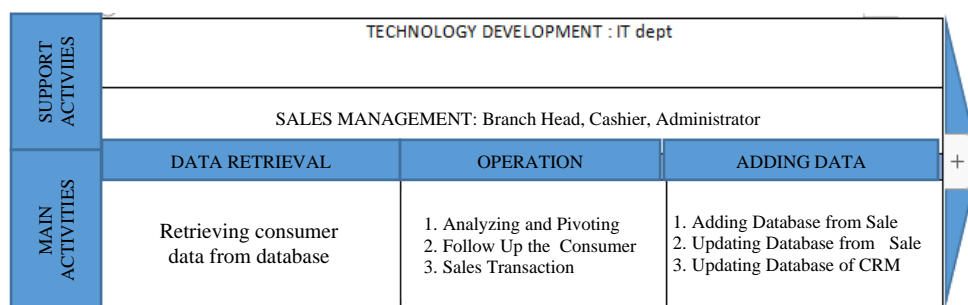 TECHNOLOGY DEVELOPMENT : IT dept
SUPPORT
ACTIVIIES
SALES MANAGEMENT: Branch Head, Cashier, Administrator
DATA RETRIEVAL
OPERATION
ADDING DATA
+
MAIN
ACTIVITIES
Retrieving consumer
data from database
1. Analyzing and Pivoting
2. Follow Up the Consumer
3. Sales Transaction
1. Adding Database from Sale
2. Updating Database from Sale
3. Updating Database of CRM